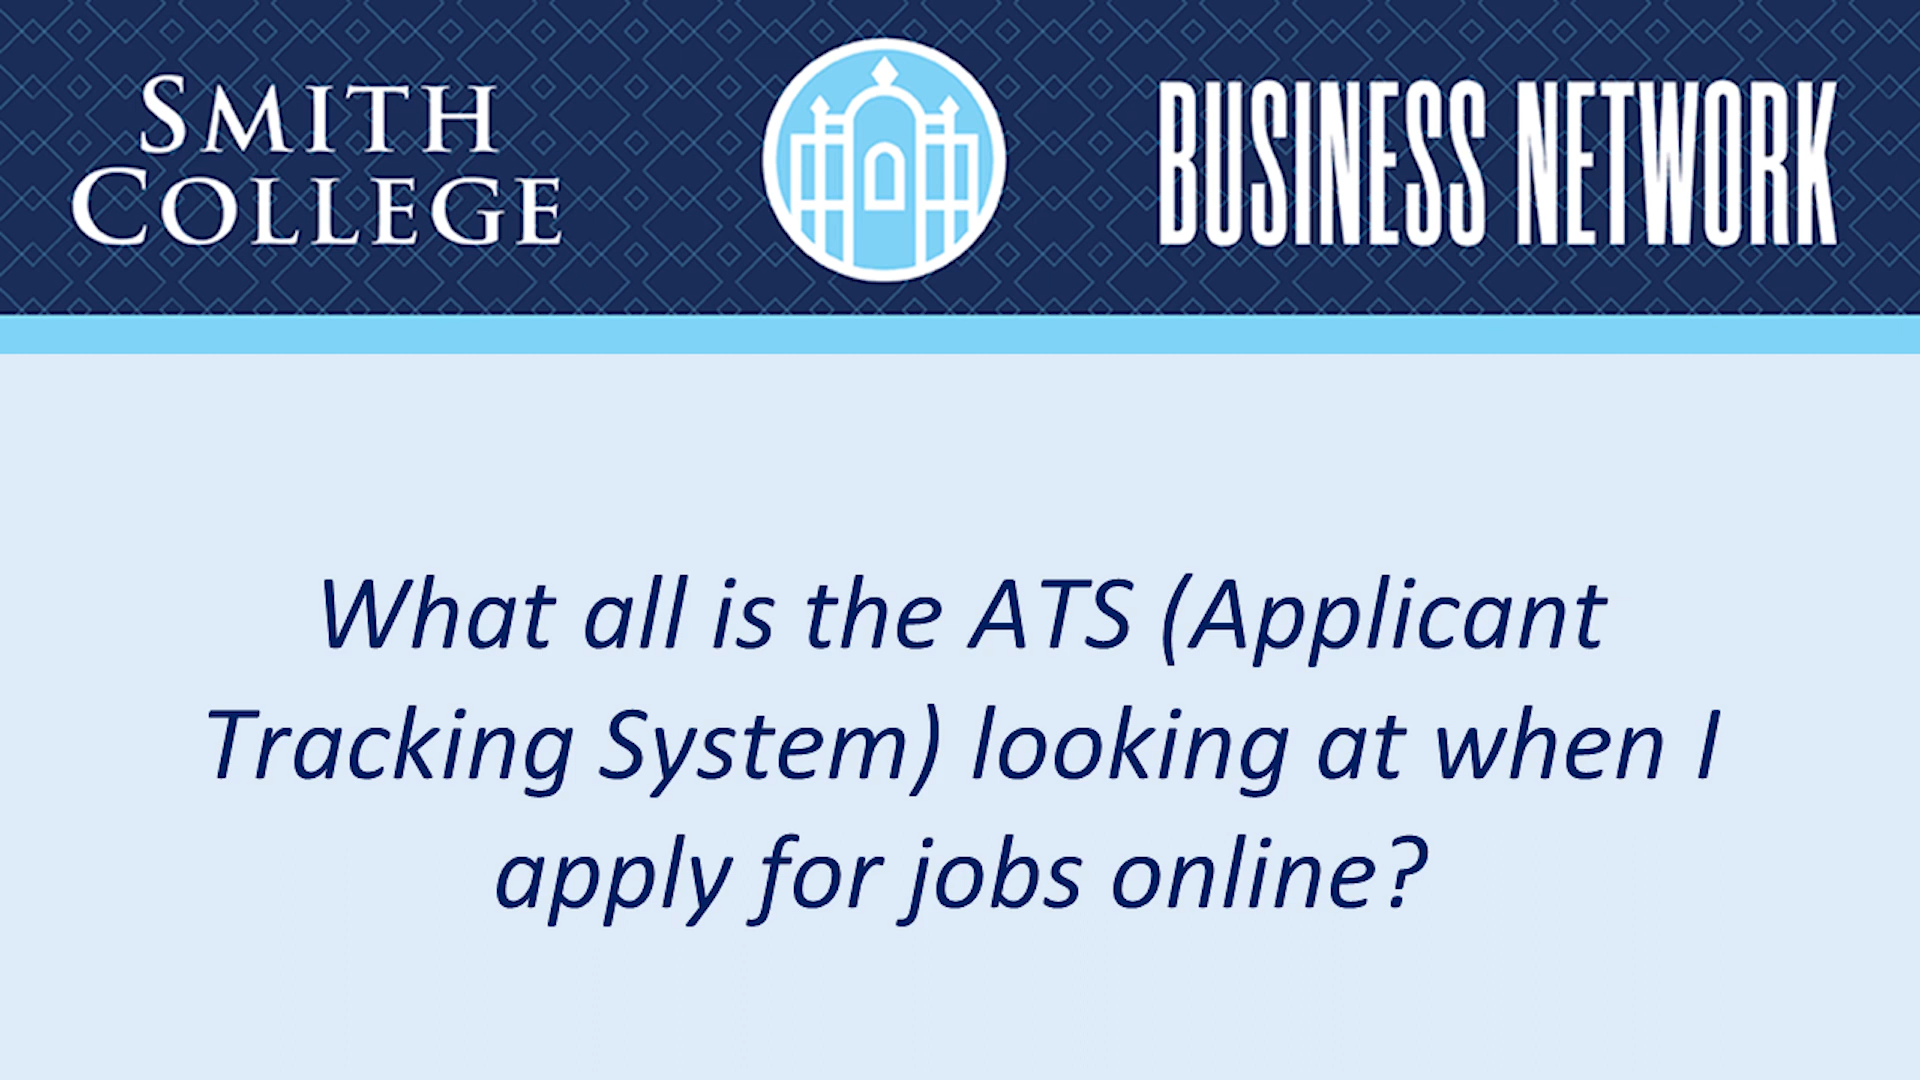 SMITH
COLLEGE
BUSINESS NETWORK
What all is the ATS (Applicant
Tracking System) looking at when I
apply for jobs online?